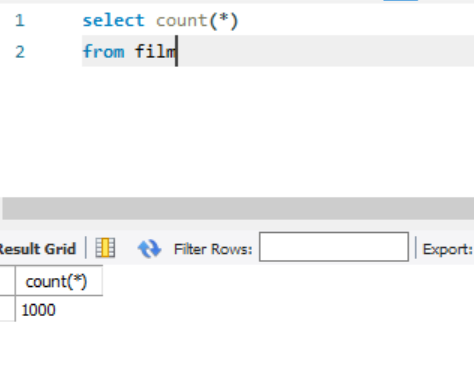 1 select count(*)
2 from film
Result Grid Filter Rows: Export:
count(*)
1000